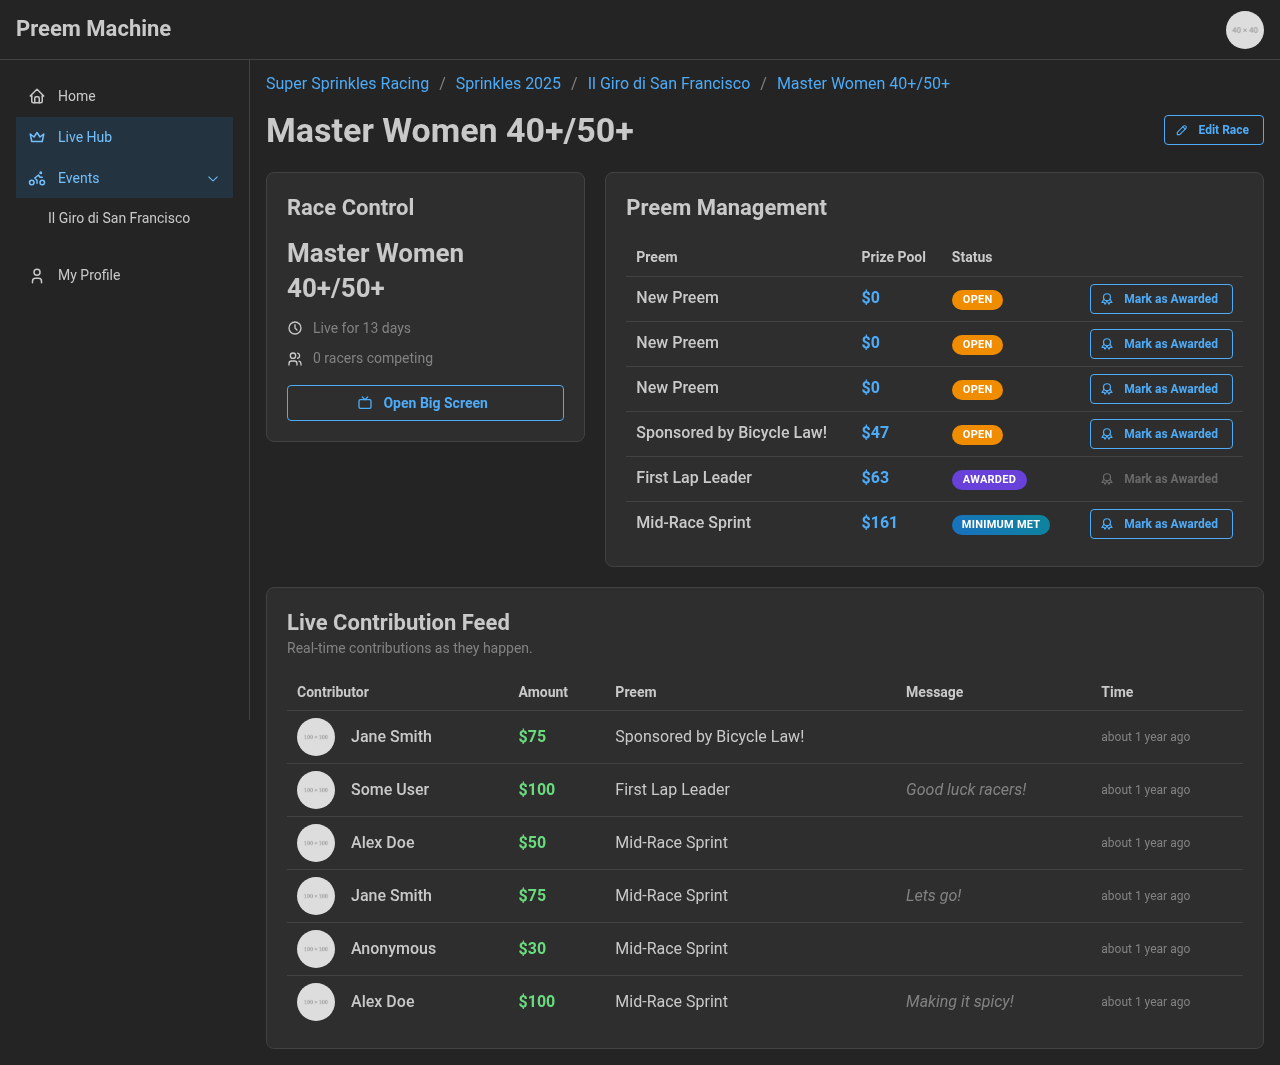 Preem Machine
40 × 40
Home
Live Hub
Events
Il Giro di San Francisco
My Profile
Super Sprinkles Racing / Sprinkles 2025 / Il Giro di San Francisco / Master Women 40+/50+
Master Women 40+/50+
Edit Race
Race Control
Master Women
40+/50+
Live for 13 days
0 racers competing
Open Big Screen
Preem Management
Preem Prize Pool Status
New Preem $0 OPEN Mark as Awarded
New Preem $0 OPEN Mark as Awarded
New Preem $0 OPEN Mark as Awarded
Sponsored by Bicycle Law! $47 OPEN Mark as Awarded
First Lap Leader $63 AWARDED Mark as Awarded
Mid-Race Sprint $161 MINIMUM MET Mark as Awarded
Live Contribution Feed
Real-time contributions as they happen.
Contributor Amount Preem Message Time
100 × 100 Jane Smith $75 Sponsored by Bicycle Law! about 1 year ago
100 × 100 Some User $100 First Lap Leader Good luck racers! about 1 year ago
100 × 100 Alex Doe $50 Mid-Race Sprint about 1 year ago
100 × 100 Jane Smith $75 Mid-Race Sprint Lets go! about 1 year ago
100 × 100 Anonymous $30 Mid-Race Sprint about 1 year ago
100 × 100 Alex Doe $100 Mid-Race Sprint Making it spicy! about 1 year ago